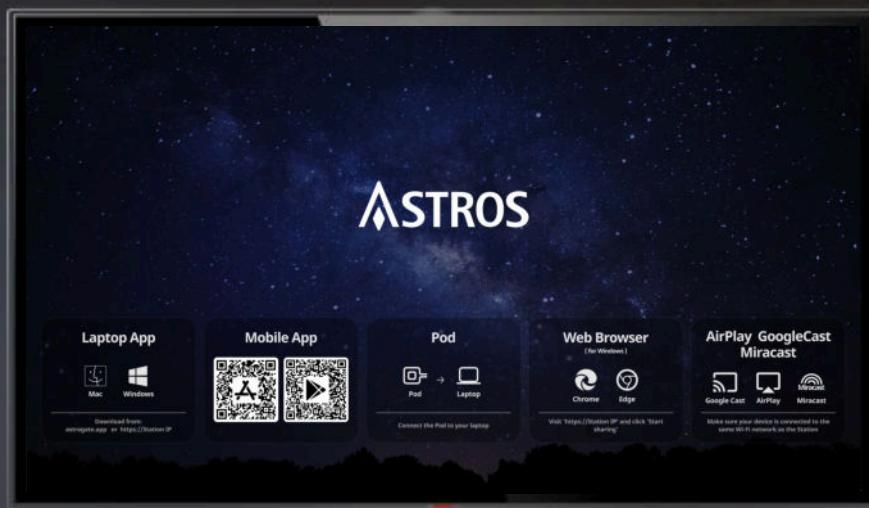 ASTROS
Laptop App
Mac
Windows
Download from:
astrogate.app or https://Station IP
Mobile App
Pod
Pod
Laptop
Connect the Pod to your laptop
Web Browser
[ for Windows ]
Chrome
Edge
Visit 'https://Station IP' and click 'Start
sharing'
AirPlay GoogleCast
Miracast
Google Cast
AirPlay
Miracast
Miracast
Make sure your device is connected to the
same Wi-Fi network as the Station